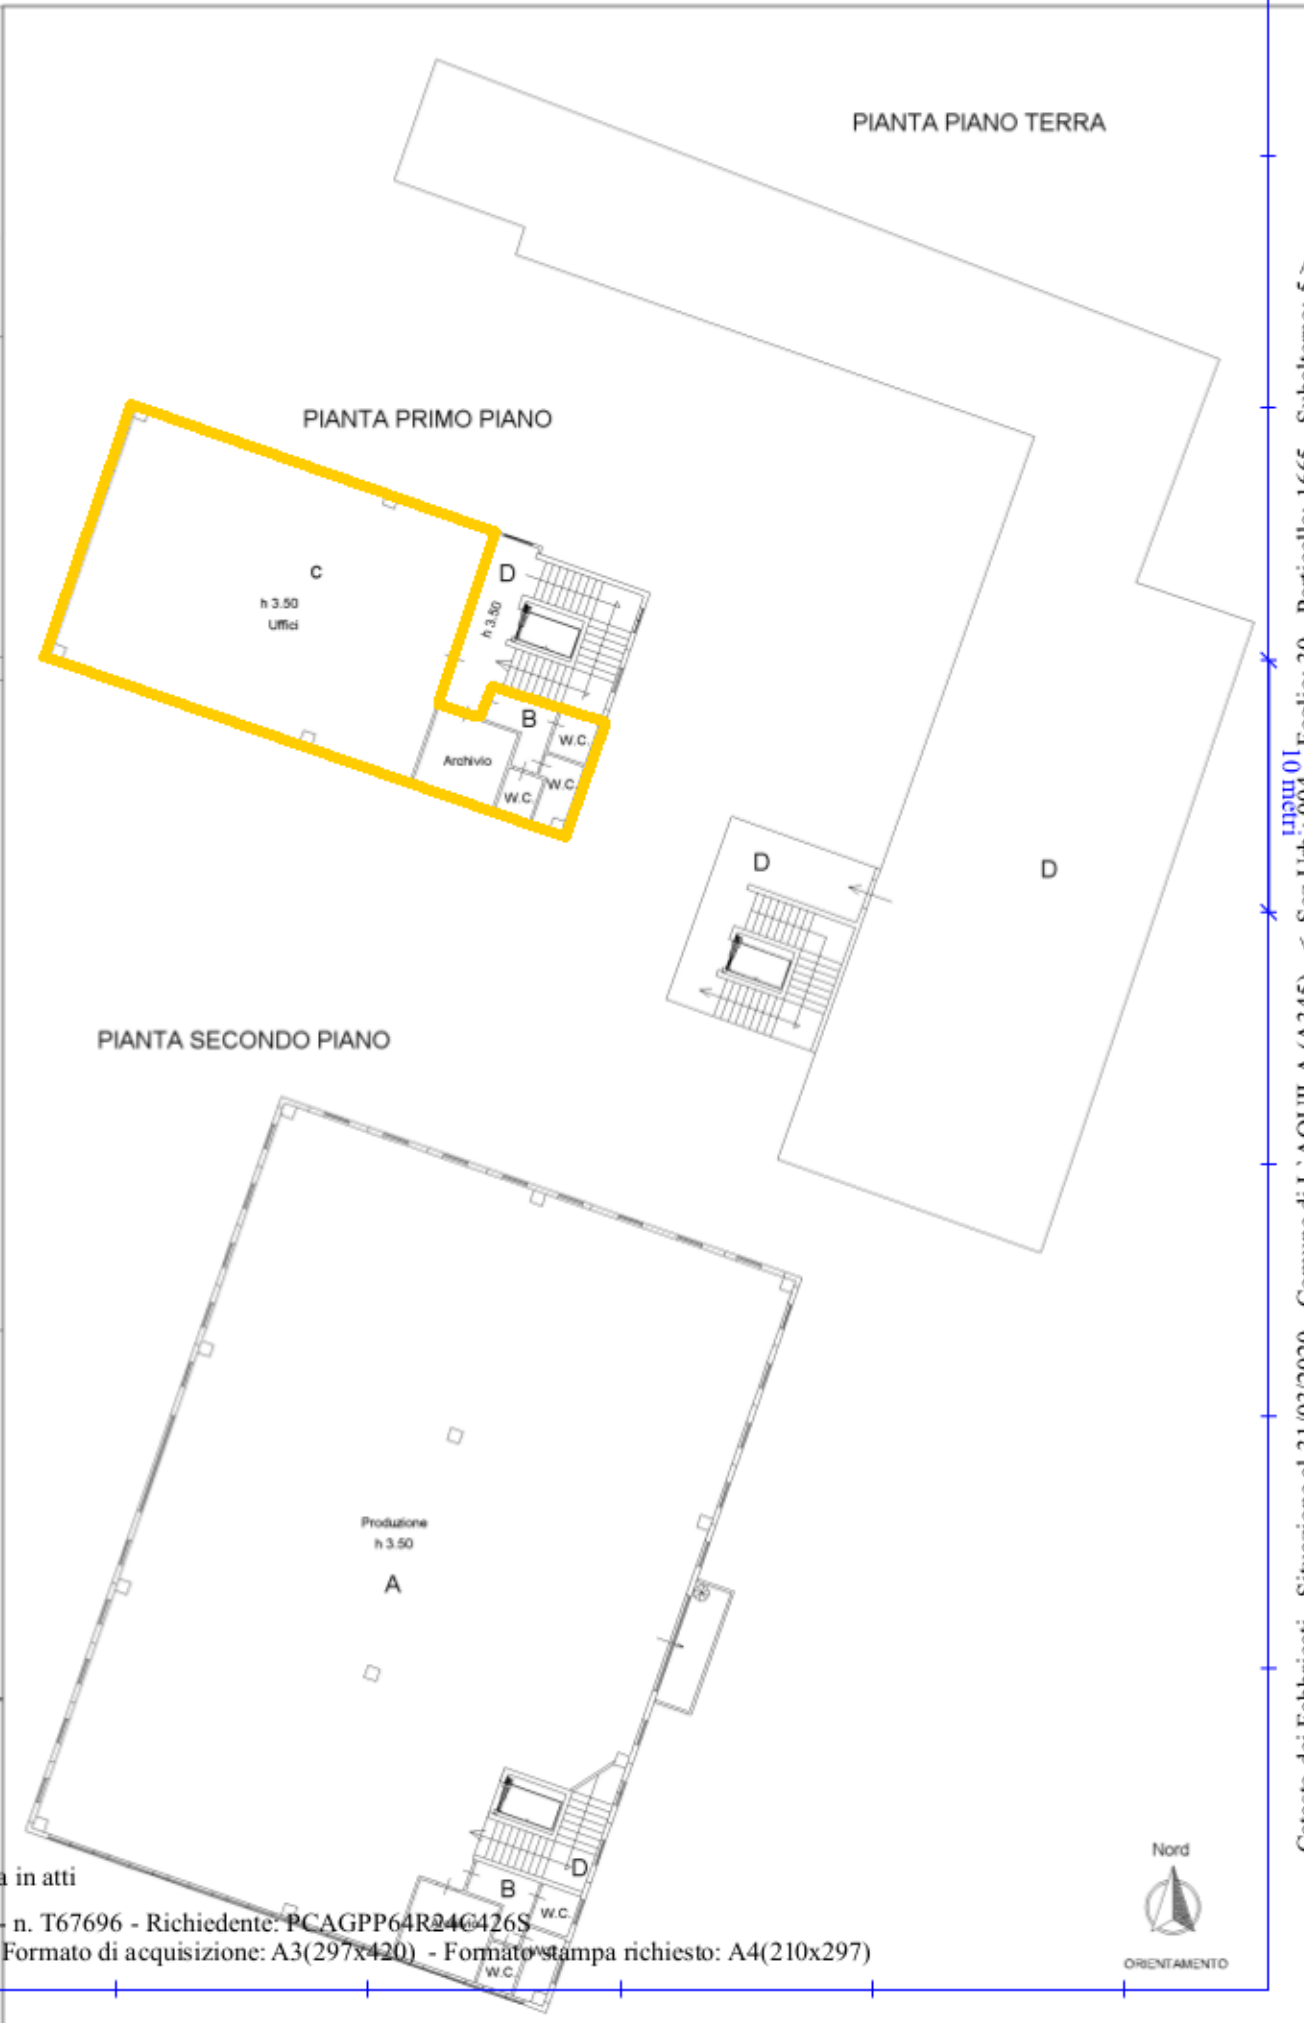 PIANTA PIANO TERRA
PIANTA PRIMO PIANO
C
h 3.50
Uffici
D
h 3.50
B
W.C.
Archivio
W.C.
W.C.
D
D
10 metri
PIANTA SECONDO PIANO
Produzione
h 3.50
A
D
B
W.C.
W.C.
W.C.
Nord
ORIENTAMENTO
in atti
- n. T67696 - Richiedente: PCAGPP64R24G426S
Formato di acquisizione: A3(297x420) - Formato stampa richiesto: A4(210x297)